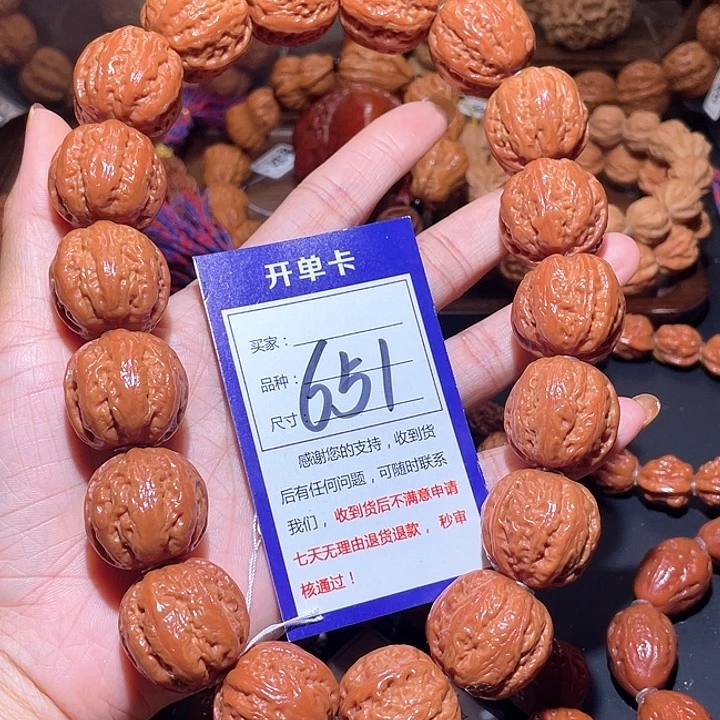 开单卡
买家：
品种：
尺寸：
651
感谢您的支持，收到货
后有任何问题，可随时联系
我们，收到货后不满意申请
七天无理由退货退款，秒审
核通过！